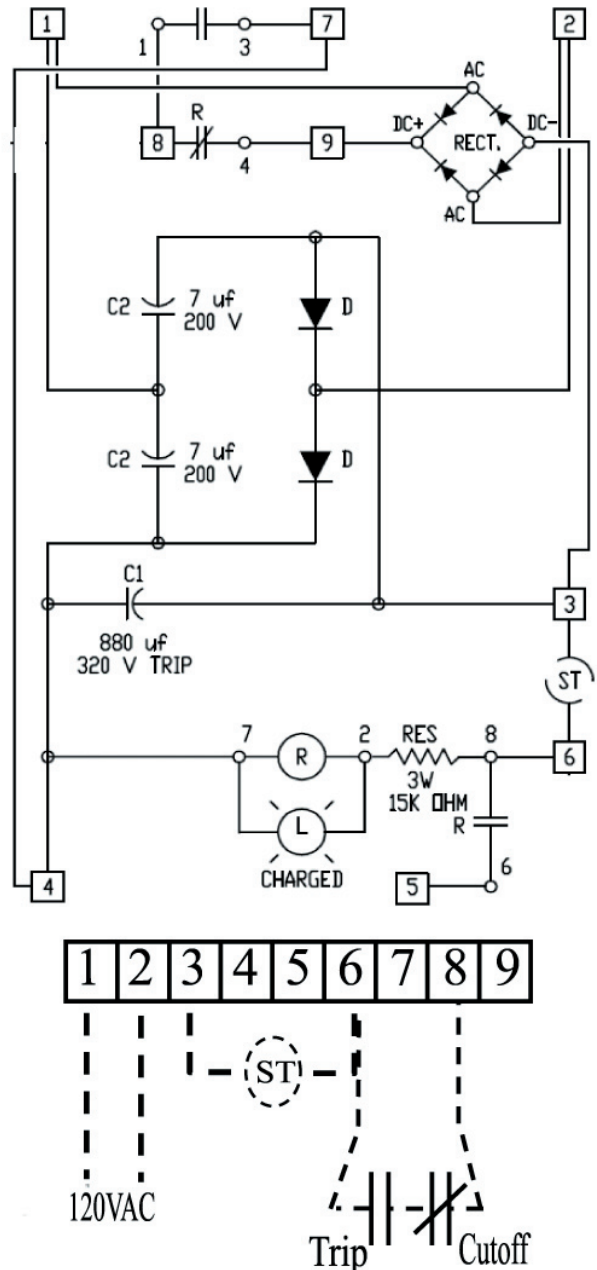 1
7
2
1
3
AC
R
DC+
DC-
RECT.
8
4
9
AC
C2
7 uf
200 V
D
C2
7 uf
200 V
D
C1
3
880 uf
320 V TRIP
ST
7
2
RES
8
R
6
3W
15K OHM
R
L
CHARGED
6
4
5
1 2 3 4 5 6 7 8 9
ST
120VAC
Trip
Cutoff